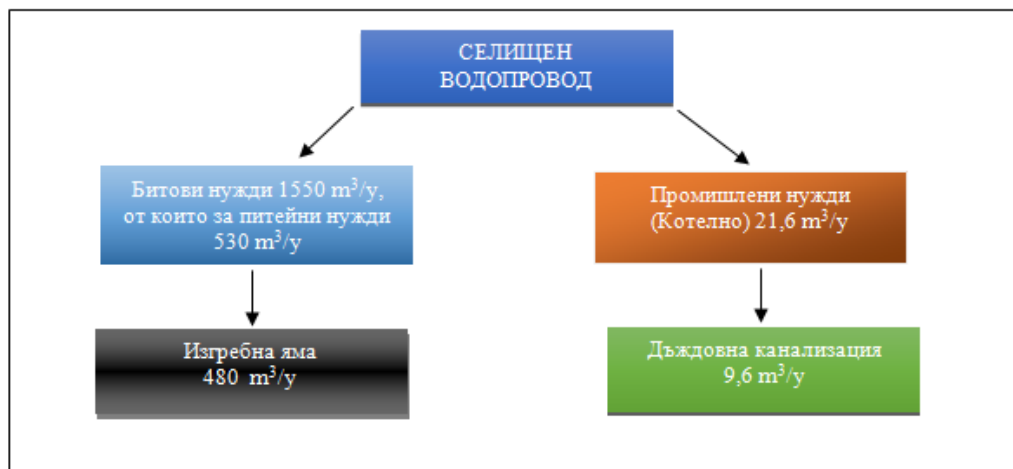 СЕЛИЩЕН
ВОДОПРОВОД
Битови нужди 1550 m³/y,
от които за питейни нужди
530 m³/y
Промишлени нужди
(Котелно) 21,6 m³/y
Изгребна яма
480 m³/y
Дъждовна канализация
9,6 m³/y